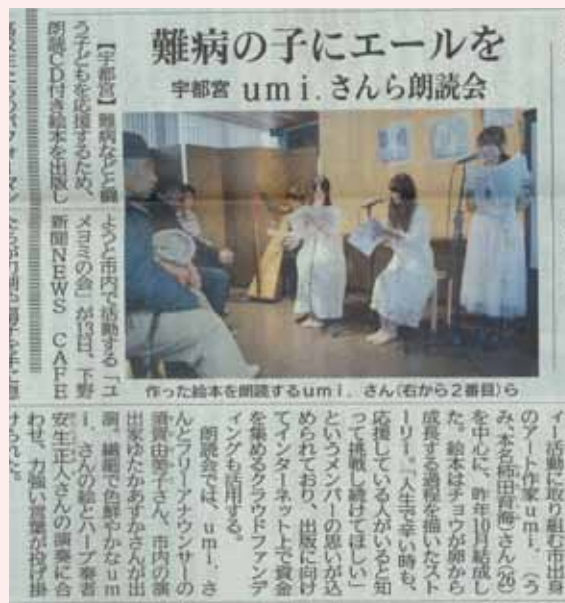 難病の子にエールを
宇都宮 umi.さんら朗読会
【宇都宮】難病などと闘
う子どもを応援するため、
朗読CD付き絵本を出版し
ようと市内で活動する「ユ
メヨミの会」が13日、下野
新聞NEWS CAFE
作った絵本を朗読するumi.さん(右から2番目)ら
ィー活動に取り組む市出身
のアート作家umi.(う
み、本名柿田育海)さん(26)
を中心に、昨年10月結成し
た。絵本はチョウが卵から
成長する過程を描いたスト
ーリー。「人生で辛い時も、
応援している人がいると知
って挑戦し続けてほしい」
というメンバーの思いが込
められており、出版に向け
てインターネット上で資金
を集めるクラウドファンデ
ィングも活用する。
朗読会では、umi.さ
んとフリーアナウンサーの
須賀由美子さん、市内の演
出家ゆたかあずかさんが出
演。繊細で色鮮やかなum
i.さんの絵とハープ奏者
安生正人さんの演奏に合
わせ、力強い言葉が投げ掛
けられた。